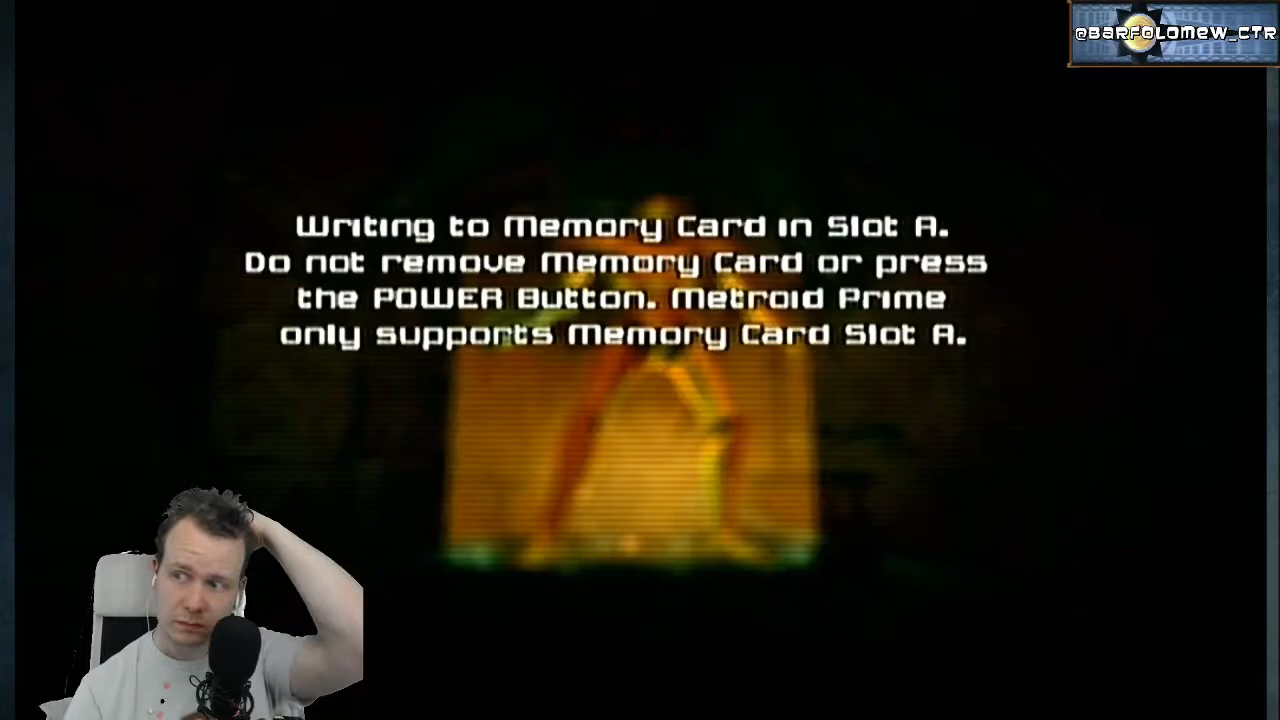 @BARFOLOMEW_CTR
Writing to Memory Card in Slot A.
Do not remove Memory Card or press
the POWER Button. Metroid Prime
only supports Memory Card Slot A.